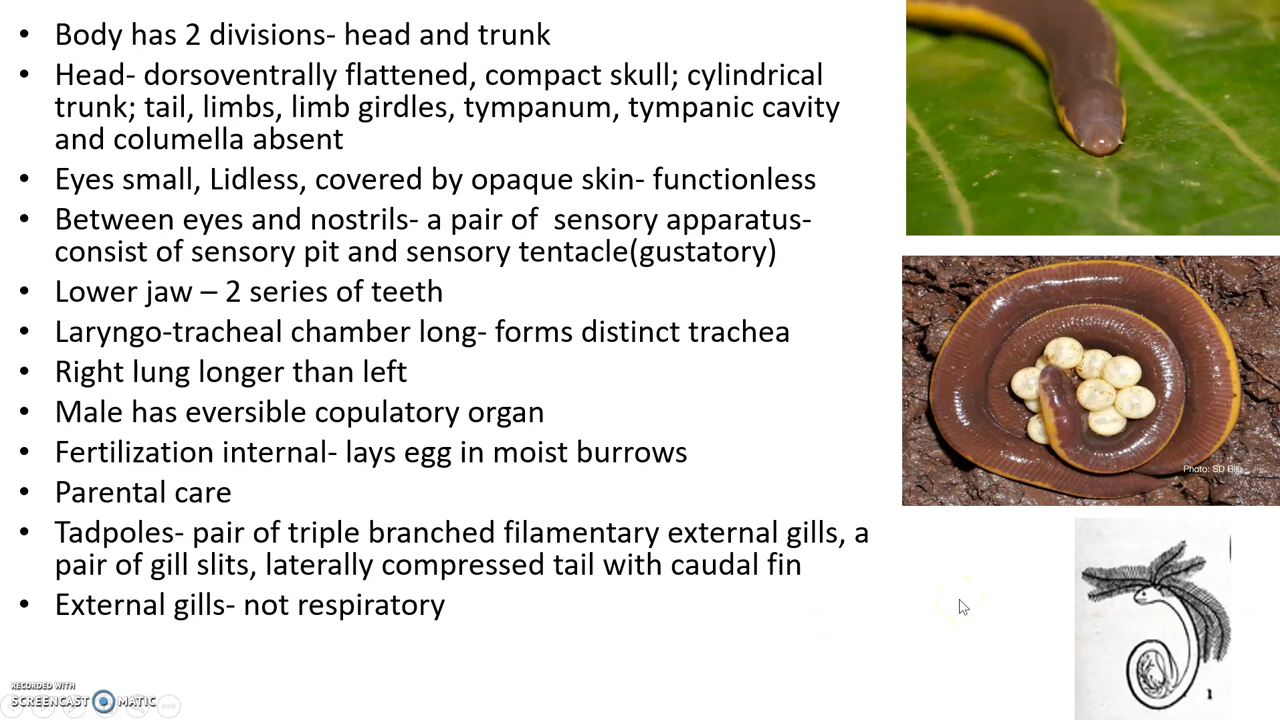 • Body has 2 divisions- head and trunk
• Head- dorsoventrally flattened, compact skull; cylindrical
trunk; tail, limbs, limb girdles, tympanum, tympanic cavity
and columella absent
• Eyes small, Lidless, covered by opaque skin- functionless
• Between eyes and nostrils- a pair of  sensory apparatus-
consist of sensory pit and sensory tentacle(gustatory)
• Lower jaw – 2 series of teeth
• Laryngo-tracheal chamber long- forms distinct trachea
• Right lung longer than left
• Male has eversible copulatory organ
• Fertilization internal- lays egg in moist burrows
• Parental care
• Tadpoles- pair of triple branched filamentary external gills, a
pair of gill slits, laterally compressed tail with caudal fin
• External gills- not respiratory
Photo: SD Biju
1
RECORDED WITH
SCREENCAST MATIC